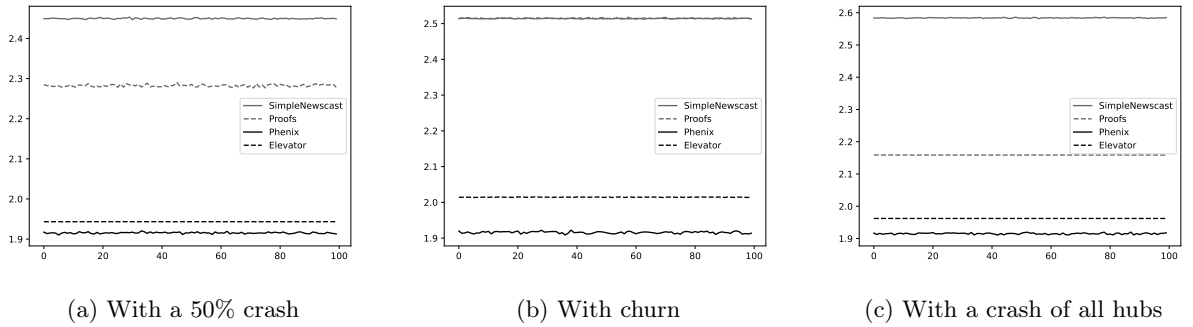 2.4
2.3
2.2
2.1
2.0
1.9
0 20 40 60 80 100
SimpleNewscast
Proofs
Phenix
Elevator
(a) With a 50% crash
2.5
2.4
2.3
2.2
2.1
2.0
1.9
0 20 40 60 80 100
SimpleNewscast
Proofs
Phenix
Elevator
(b) With churn
2.6
2.5
2.4
2.3
2.2
2.1
2.0
1.9
0 20 40 60 80 100
SimpleNewscast
Proofs
Phenix
Elevator
(c) With a crash of all hubs